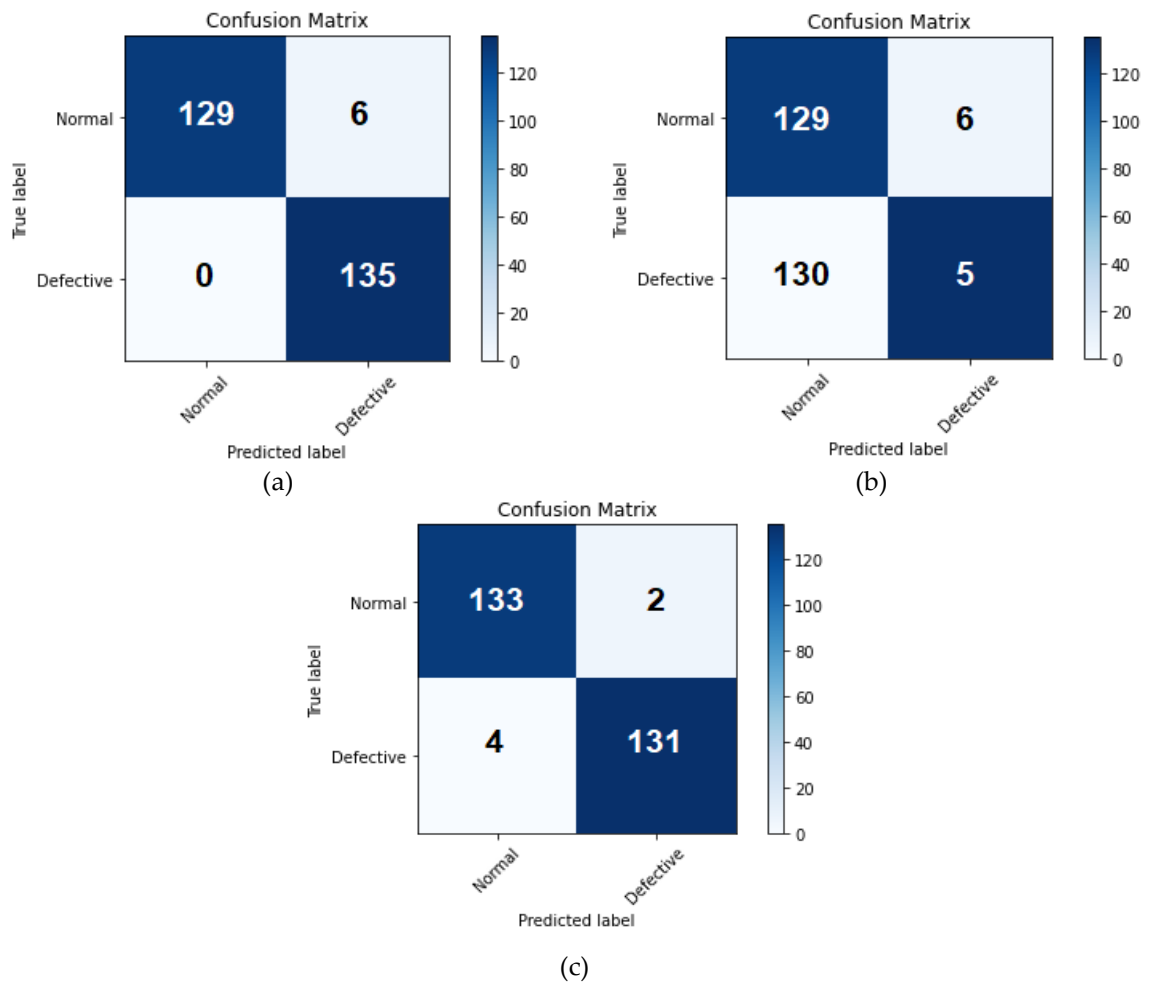 Confusion Matrix
Normal 129 6
True label
Defective 0 135
Normal Defective
Predicted label
120
100
80
60
40
20
0
(a)
Confusion Matrix
Normal 129 6
True label
Defective 130 5
Normal Defective
Predicted label
120
100
80
60
40
20
0
(b)
Confusion Matrix
Normal 133 2
True label
Defective 4 131
Normal Defective
Predicted label
120
100
80
60
40
20
0
(c)